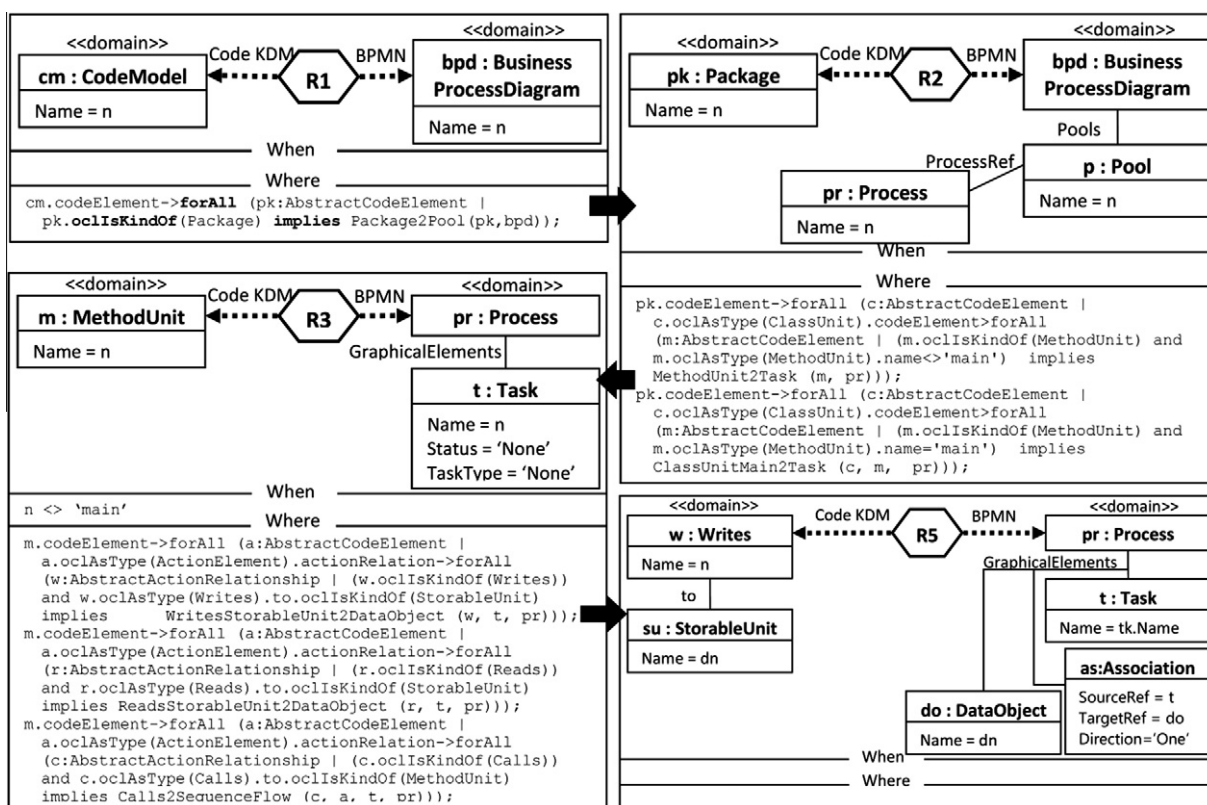 <<domain>>
Code KDM
BPMN
<<domain>>
cm : CodeModel
R1
bpd : Business
ProcessDiagram
Name = n
Name = n
When
Where
cm.codeElement->forAll (pk:AbstractCodeElement |
pk.oclIsKindOf(Package) implies Package2Pool(pk,bpd));
<<domain>>
Code KDM
BPMN
<<domain>>
pk : Package
R2
bpd : Business
ProcessDiagram
Name = n
Name = n
Pools
ProcessRef
p : Pool
pr : Process
Name = n
Name = n
When
Where
pk.codeElement->forAll (c:AbstractCodeElement |
c.oclAsType(ClassUnit).codeElement>forAll
(m:AbstractCodeElement | (m.oclIsKindOf(MethodUnit) and
m.oclAsType(MethodUnit).name<>'main') implies
MethodUnit2Task (m, pr)));
pk.codeElement->forAll (c:AbstractCodeElement |
c.oclAsType(ClassUnit).codeElement>forAll
(m:AbstractCodeElement | (m.oclIsKindOf(MethodUnit) and
m.oclAsType(MethodUnit).name='main') implies
ClassUnitMain2Task (c, m, pr)));
<<domain>>
Code KDM
BPMN
<<domain>>
m : MethodUnit
R3
pr : Process
Name = n
GraphicalElements
t : Task
Name = n
Status = ‘None’
TaskType = ‘None’
When
n <> ‘main’
Where
m.codeElement->forAll (a:AbstractCodeElement |
a.oclAsType(ActionElement).actionRelation->forAll
(w:AbstractActionRelationship | (w.oclIsKindOf(Writes))
and w.oclAsType(Writes).to.oclIsKindOf(StorableUnit)
implies WritesStorableUnit2DataObject (w, t, pr)));
m.codeElement->forAll (a:AbstractCodeElement |
a.oclAsType(ActionElement).actionRelation->forAll
(r:AbstractActionRelationship | (r.oclIsKindOf(Reads))
and r.oclAsType(Reads).to.oclIsKindOf(StorableUnit)
implies ReadsStorableUnit2DataObject (r, t, pr)));
m.codeElement->forAll (a:AbstractCodeElement |
a.oclAsType(ActionElement).actionRelation->forAll
(c:AbstractActionRelationship | (c.oclIsKindOf(Calls))
and c.oclAsType(Calls).to.oclIsKindOf(MethodUnit)
implies Calls2SequenceFlow (c, a, t, pr)));
<<domain>>
Code KDM
BPMN
<<domain>>
w : Writes
R5
pr : Process
Name = n
GraphicalElements
to
t : Task
su : StorableUnit
Name = tk.Name
Name = dn
as:Association
SourceRef = t
do : DataObject
TargetRef = do
Name = dn
Direction=‘One’
When
Where